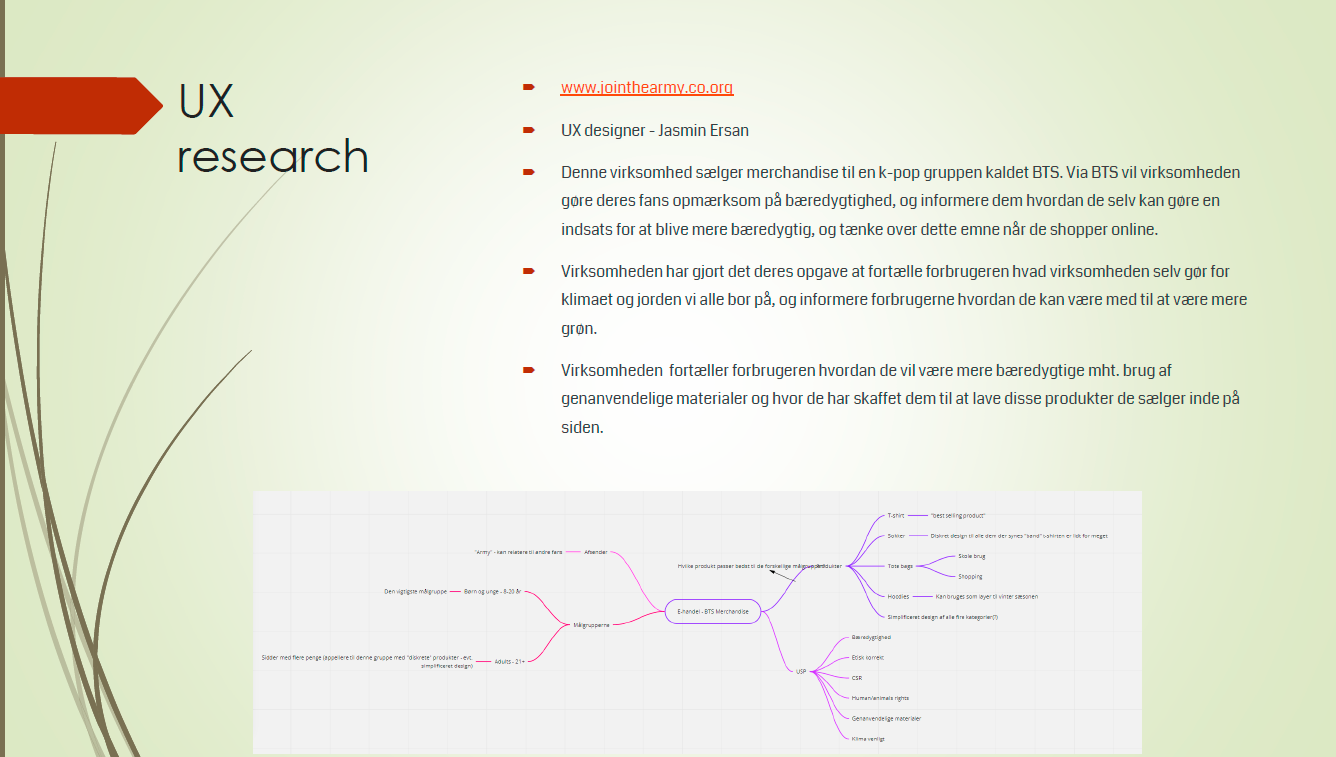 UX
research
www.jointhearmy.co.org
UX designer - Jasmin Ersan
Denne virksomhed sælger merchandise til en k-pop gruppen kaldet BTS. Via BTS vil virksomheden
gøre deres fans opmærksom på bæredygtighed, og informere dem hvordan de selv kan gøre en
indsats for at blive mere bæredygtig, og tænke over dette emne når de shopper online.
Virksomheden har gjort det deres opgave at fortælle forbrugeren hvad virksomheden selv gør for
klimaet og jorden vi alle bor på, og informere forbrugerne hvordan de kan være med til at være mere
grøn.
Virksomheden fortæller forbrugeren hvordan de vil være mere bæredygtige mht. brug af
genanvendelige materialer og hvor de har skaffet dem til at lave disse produkter de sælger inde på
siden.
"Army" - kan relatere til andre fans
Afsender
Den vigtigste målgruppe
Børn og unge - 8-20 år
Målgrupperne
Sidder med flere penge (appellere til denne gruppe med "diskrete" produkter - evt.
simplificeret design)
Adults - 21+
E-handel - BTS Merchandise
Hvilke produkt passer bedst til de forskellige målgrupper?
Produkter
T-shirt
"best selling product"
Sokker
Diskret design til alle dem der synes "band" t-shirten er lidt for meget
Tote bags
Skole brug
Shopping
Hoodies
Kan bruges som layer til vinter sæsonen
Simplificeret design af alle fire kategorier(?)
USP
Bæredygtighed
Etisk korrekt
CSR
Human/animals rights
Genanvendelige materialer
Klima venligt